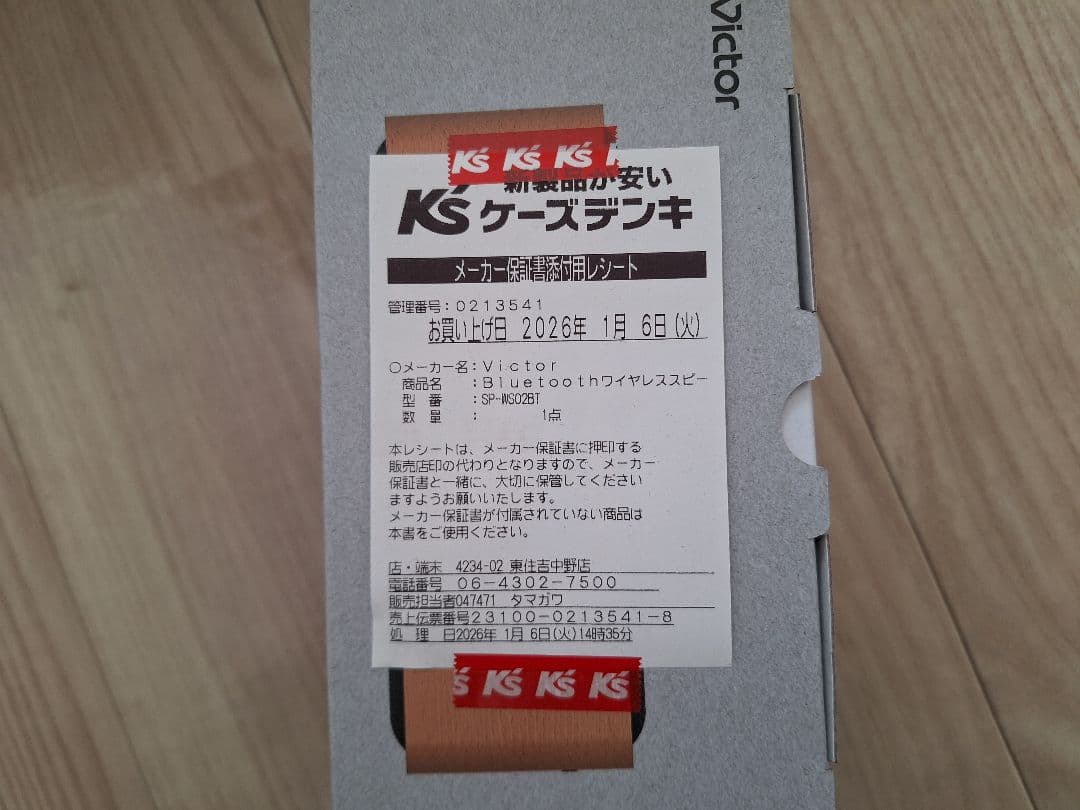 Victor
K's K's K's
新製品が安い
K's ケーズデンキ
メーカー保証書添付用レシート
管理番号：0213541
お買い上げ日 2026年 1月 6日(火)
○メーカー名：Victor
商品名 ：Bluetoothワイヤレススピー
型 番 ：SP-WS02BT
数 量 ： 1点
本レシートは、メーカー保証書に押印する
販売店印の代わりとなりますので、メーカー
保証書と一緒に、大切に保管してください
ますようお願いいたします。
メーカー保証書が付属されていない商品は
本書をご使用ください。
店・端末 4234-02 東住吉中野店
電話番号 06-4302-7500
販売担当者047471 タマガワ
売上伝票番号23100-0213541-8
処 理 日2026年 1月 6日(火)14時35分
K's K's K's K's